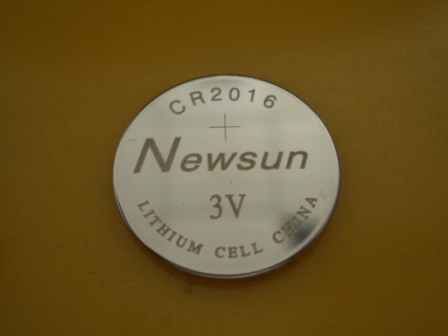 CR2016
+
Newsun
3V
LITHIUM CELL CHINA